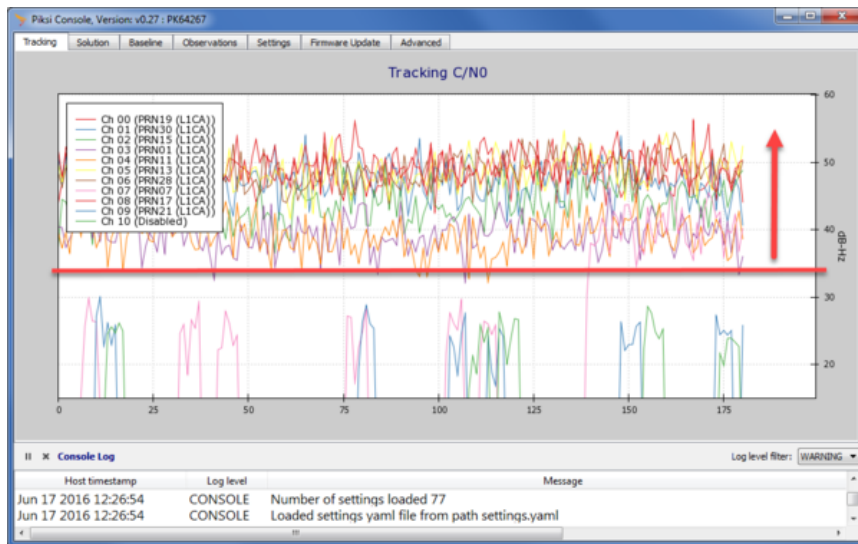 Piksi Console, Version: v0.27 : PK64267
Tracking Solution Baseline Observations Settings Firmware Update Advanced
Tracking C/N0
Ch 00 (PRN19 (L1CA))
Ch 01 (PRN30 (L1CA))
Ch 02 (PRN15 (L1CA))
Ch 03 (PRN01 (L1CA))
Ch 04 (PRN11 (L1CA))
Ch 05 (PRN13 (L1CA))
Ch 06 (PRN28 (L1CA))
Ch 07 (PRN07 (L1CA))
Ch 08 (PRN17 (L1CA))
Ch 09 (PRN21 (L1CA))
Ch 10 (Disabled)
60
50
40
dB-Hz
30
20
0 25 50 75 100 125 150 175
Console Log Log level filter: WARNING
Host timestamp Log level Message
Jun 17 2016 12:26:54 CONSOLE Number of settings loaded 77
Jun 17 2016 12:26:54 CONSOLE Loaded settings yaml file from path settings.yaml